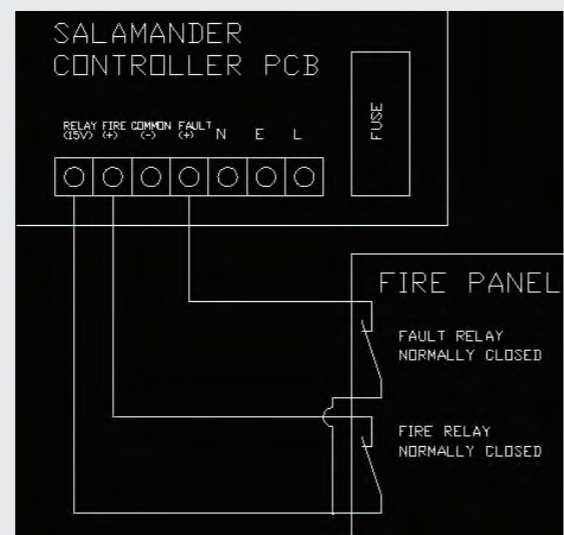 SALAMANDER
CONTROLLER PCB
FUSE
RELAY FIRE COMMON FAULT N E L
(15V) (+) (-) (+)
FIRE PANEL
FAULT RELAY
NORMALLY CLOSED
FIRE RELAY
NORMALLY CLOSED